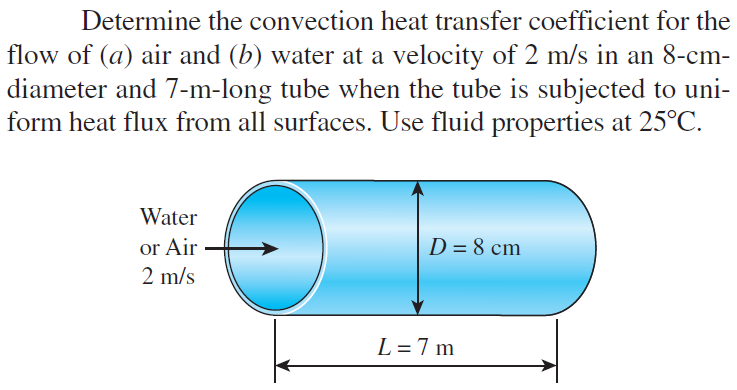 Determine the convection heat transfer coefficient for the
flow of (a) air and (b) water at a velocity of 2 m/s in an 8-cm-
diameter and 7-m-long tube when the tube is subjected to uni-
form heat flux from all surfaces. Use fluid properties at 25°C.
Water
or Air
2 m/s
D = 8 cm
L = 7 m